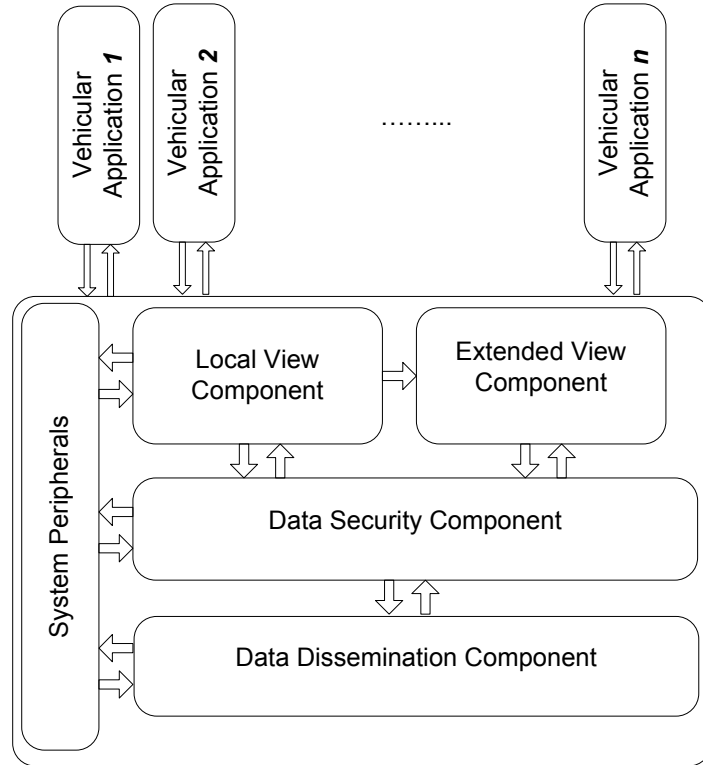 Vehicular
Application 1
Vehicular
Application 2
……...
Vehicular
Application n
System Peripherals
Local View
Component
Extended View
Component
Data Security Component
Data Dissemination Component